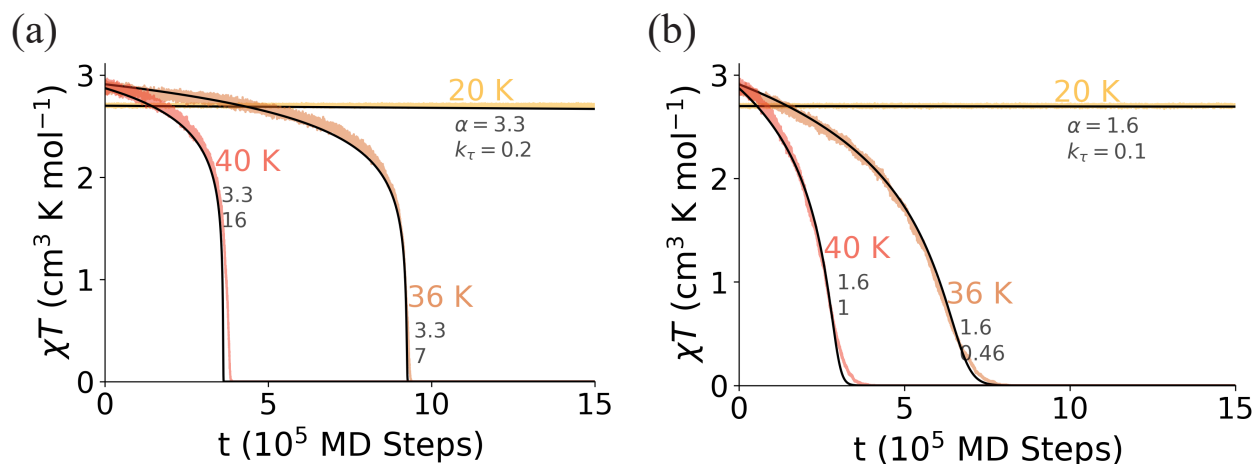 (a)
χT (cm³ K mol⁻¹)
3
2
1
0
20 K
α = 3.3
kτ = 0.2
40 K
3.3
16
36 K
3.3
7
0
5
10
15
t (10⁵ MD Steps)
(b)
χT (cm³ K mol⁻¹)
3
2
1
0
20 K
α = 1.6
kτ = 0.1
40 K
1.6
1
36 K
1.6
0.46
0
5
10
15
t (10⁵ MD Steps)